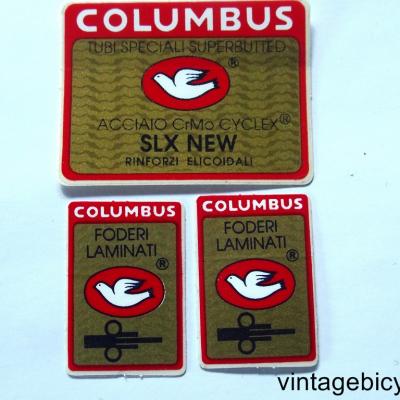 COLUMBUS
TUBI SPECIALI SUPERBUTTED
®
ACCIAIO CrMo CYCLEX®
SLX NEW
RINFORZI ELICOIDALI
COLUMBUS
FODERI
LAMINATI
®
COLUMBUS
FODERI
LAMINATI
®
vintagebicy